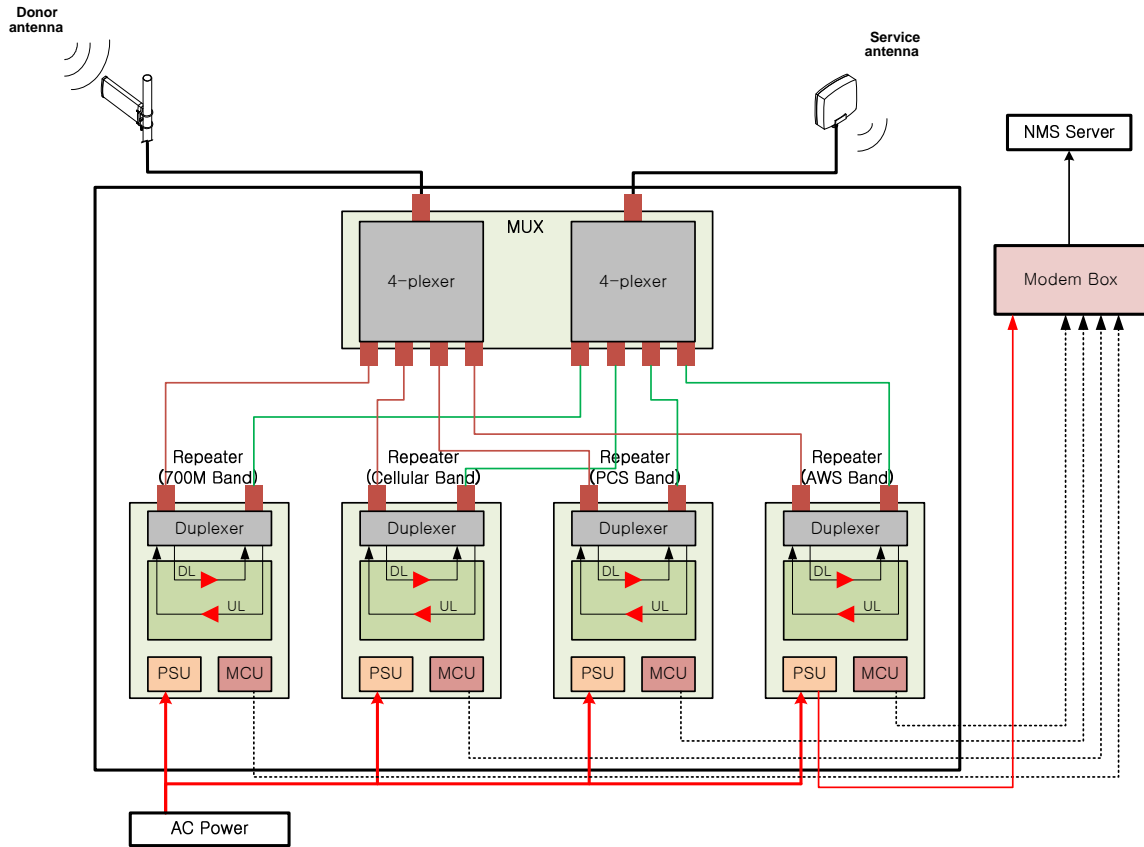 Donor
antenna
Service
antenna
NMS Server
MUX
4-plexer
4-plexer
Modem Box
Repeater
(700M Band)
Repeater
(Cellular Band)
Repeater
(PCS Band)
Repeater
(AWS Band)
Duplexer
Duplexer
Duplexer
Duplexer
DL
DL
DL
DL
UL
UL
UL
UL
PSU
MCU
PSU
MCU
PSU
MCU
PSU
MCU
AC Power